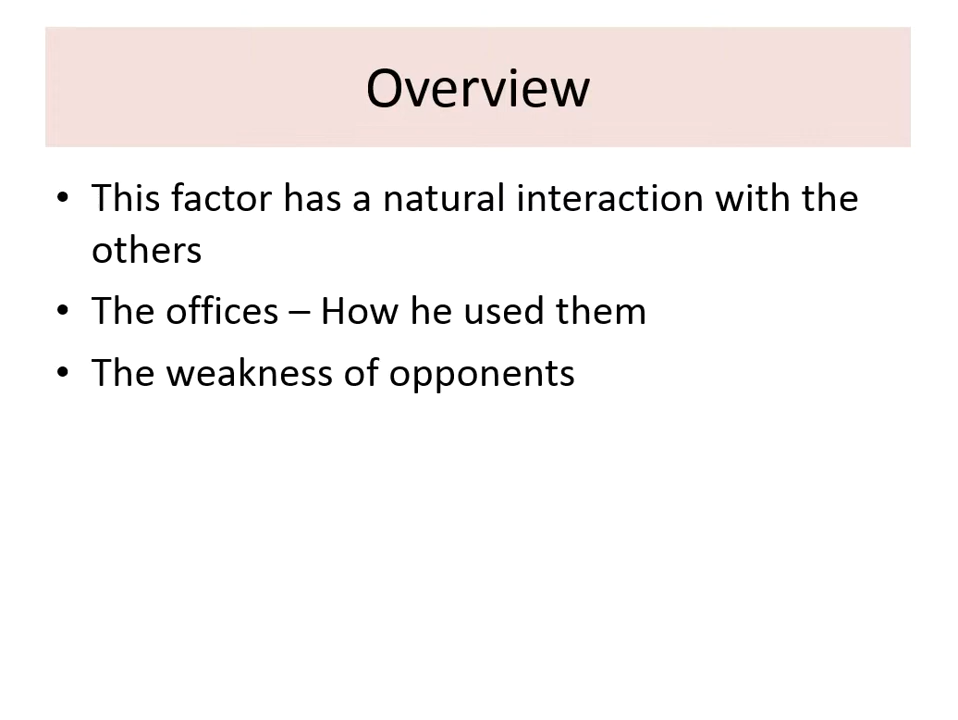 Overview
• This factor has a natural interaction with the
others
• The offices – How he used them
• The weakness of opponents